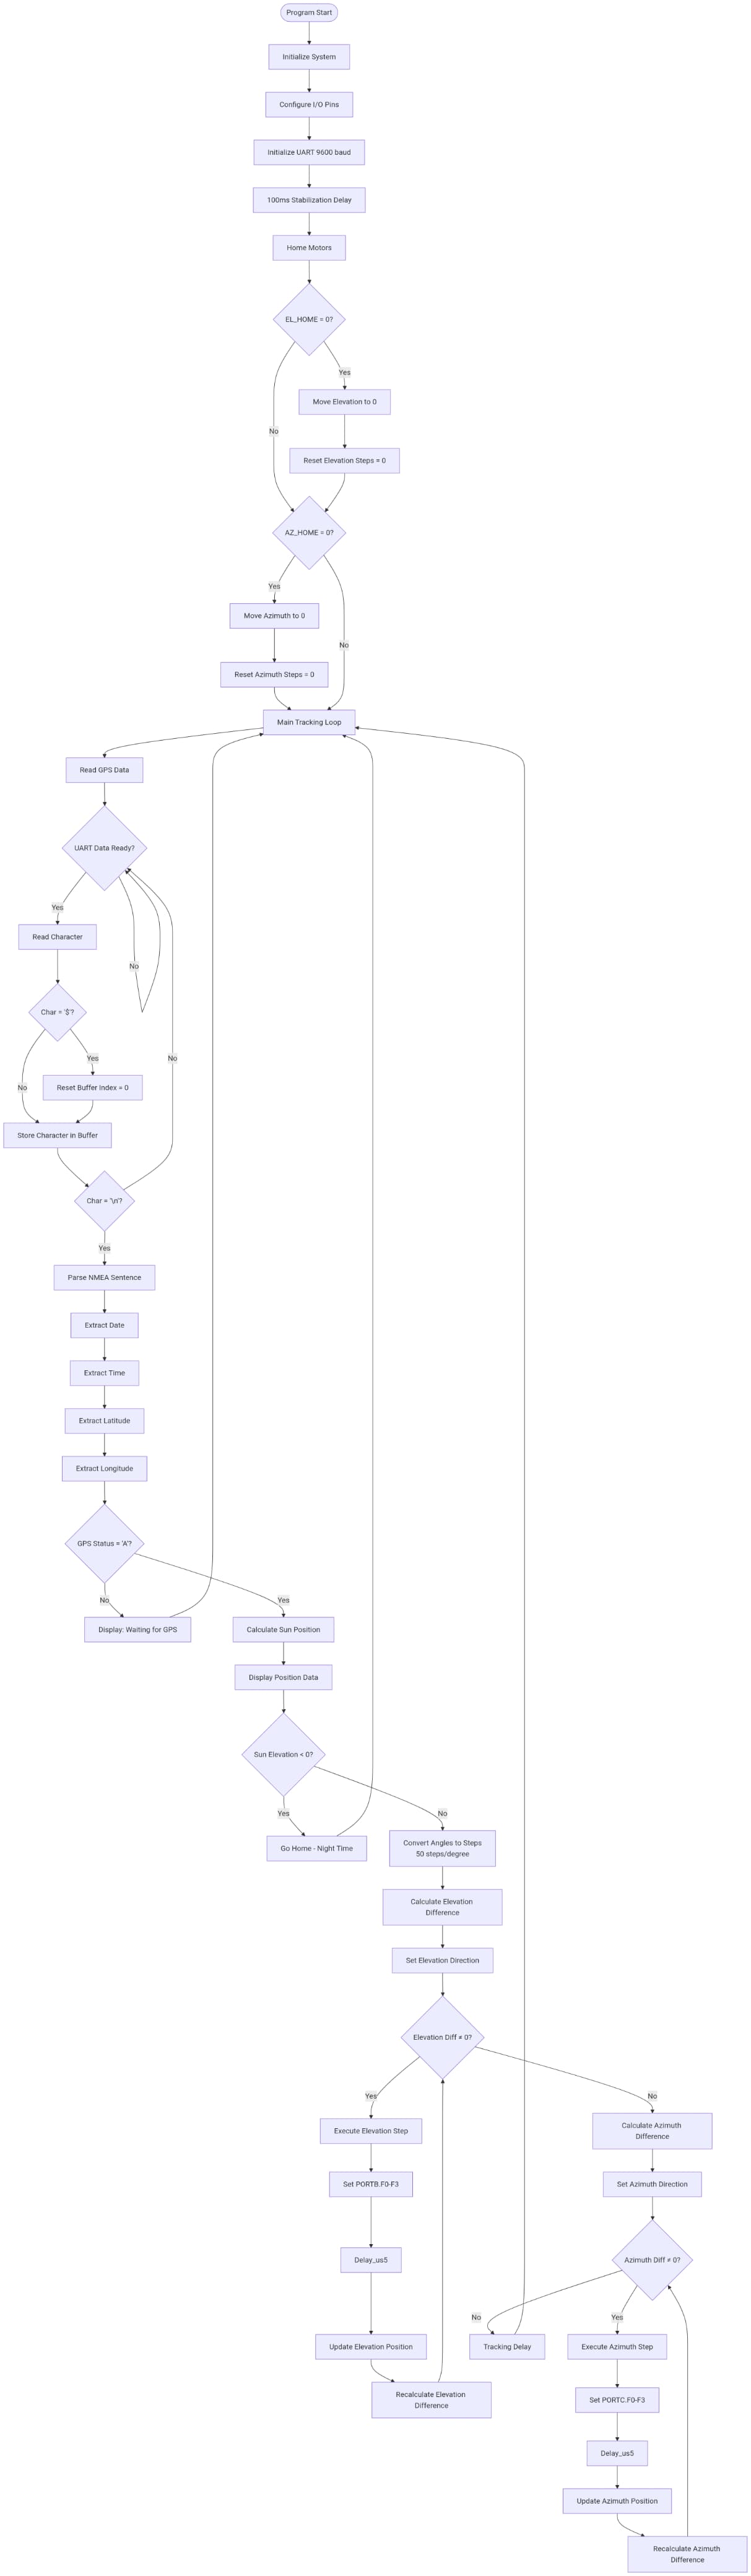 Program Start
Initialize System
Configure I/O Pins
Initialize UART 9600 baud
100ms Stabilization Delay
Home Motors
EL_HOME = 0?
Yes
Move Elevation to 0
No
Reset Elevation Steps = 0
AZ_HOME = 0?
Yes
Move Azimuth to 0
No
Reset Azimuth Steps = 0
Main Tracking Loop
Read GPS Data
UART Data Ready?
Yes
Read Character
No
Char = '$'?
Yes
No
No
Reset Buffer Index = 0
Store Character in Buffer
Char = '\n'?
Yes
Parse NMEA Sentence
Extract Date
Extract Time
Extract Latitude
Extract Longitude
GPS Status = 'A'?
No
Yes
Display: Waiting for GPS
Calculate Sun Position
Display Position Data
Sun Elevation < 0?
Yes
No
Go Home - Night Time
Convert Angles to Steps
50 steps/degree
Calculate Elevation
Difference
Set Elevation Direction
Elevation Diff ≠ 0?
Yes
No
Execute Elevation Step
Calculate Azimuth
Difference
Set PORTB.F0-F3
Set Azimuth Direction
Delay_us5
Azimuth Diff ≠ 0?
No
Yes
Update Elevation Position
Tracking Delay
Execute Azimuth Step
Recalculate Elevation
Difference
Set PORTC.F0-F3
Delay_us5
Update Azimuth Position
Recalculate Azimuth
Difference